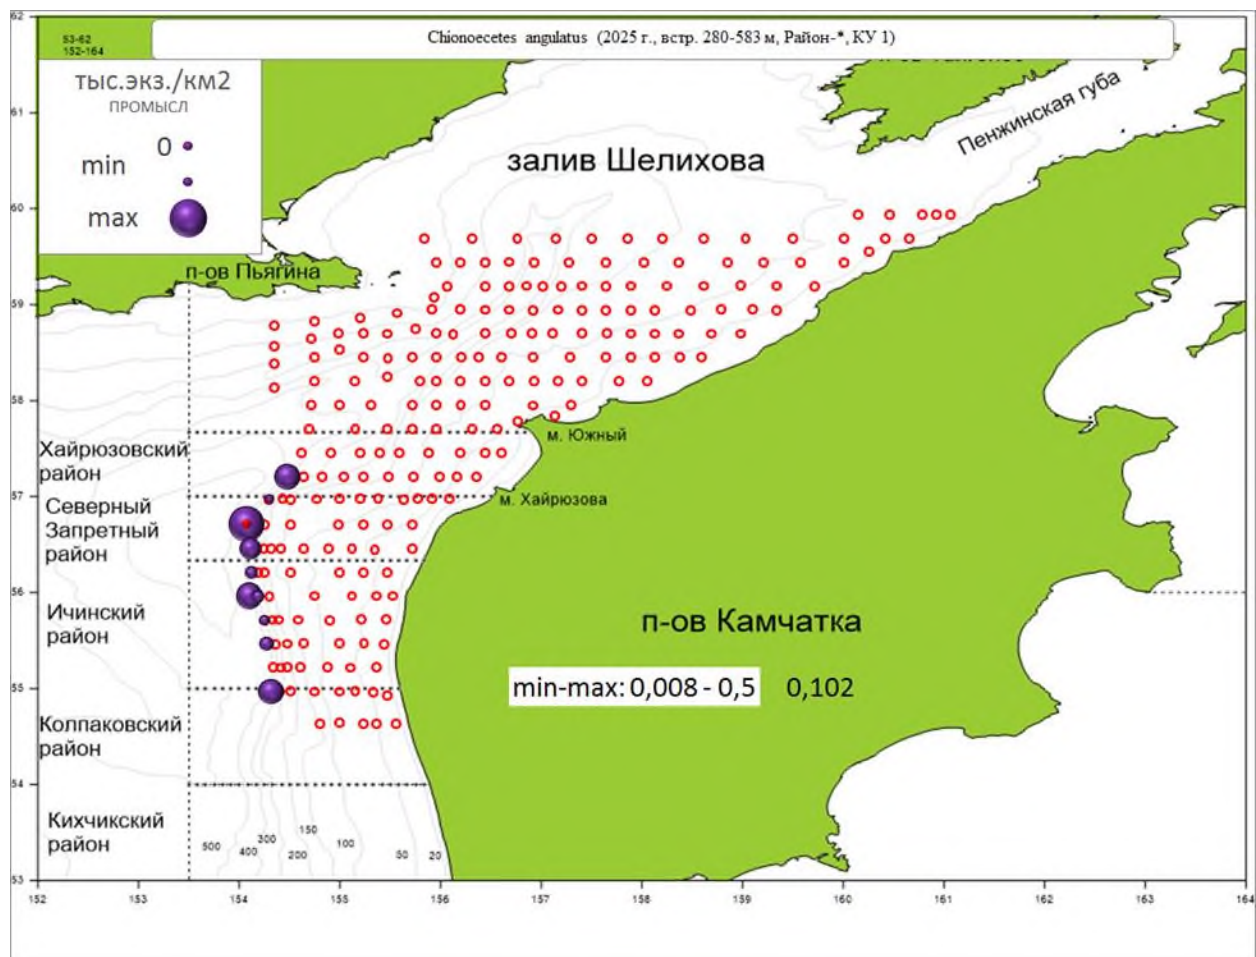 Chionoecetes angulatus (2025 г., встр. 280-583 м, Район-*, КУ 1)
53-62
152-164
тыс.экз./км2
ПРОМЫСЛ
0
min
max
Пенжинская губа
залив Шелихова
п-ов Пьягина
м. Южный
Хайрюзовский
район
м. Хайрюзова
Северный
Запретный
район
Ичинский
район
п-ов Камчатка
min-max: 0,008 - 0,5 0,102
Колпаковский
район
Кихчикский
район
500
400
300
200
150
100
50
20
62
61
60
59
58
57
56
55
54
53
152 153 154 155 156 157 158 159 160 161 162 163 164